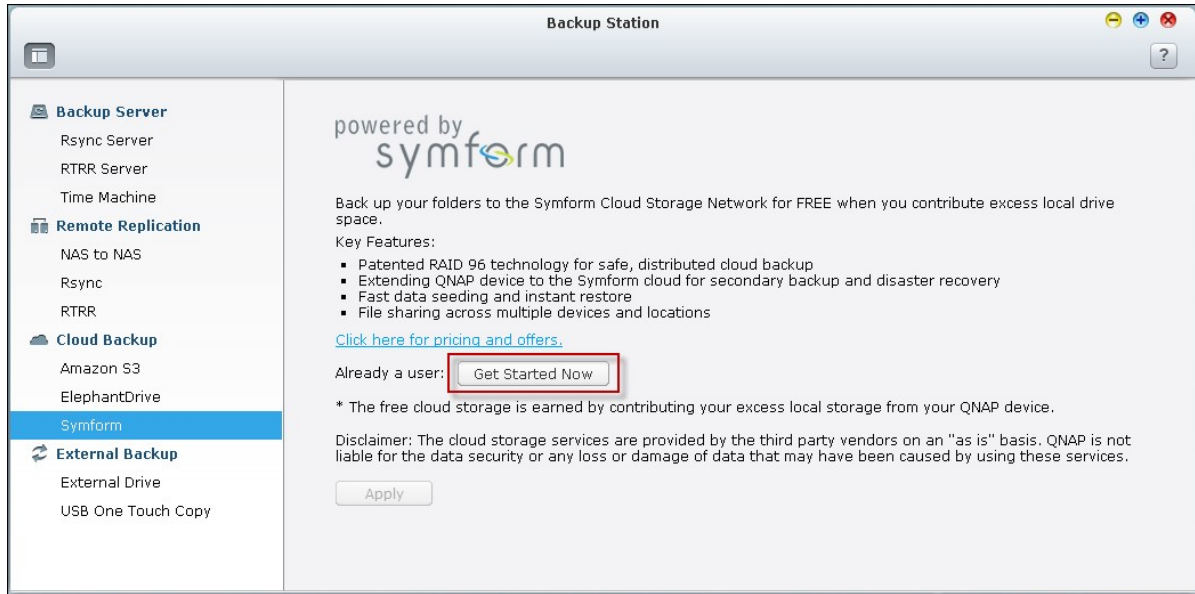 Backup Station
?
Backup Server
Rsync Server
RTRR Server
Time Machine
Remote Replication
NAS to NAS
Rsync
RTRR
Cloud Backup
Amazon S3
ElephantDrive
Symform
External Backup
External Drive
USB One Touch Copy
powered by
symform
Back up your folders to the Symform Cloud Storage Network for FREE when you contribute excess local drive
space.
Key Features:
▪ Patented RAID 96 technology for safe, distributed cloud backup
▪ Extending QNAP device to the Symform cloud for secondary backup and disaster recovery
▪ Fast data seeding and instant restore
▪ File sharing across multiple devices and locations
Click here for pricing and offers.
Already a user: Get Started Now
* The free cloud storage is earned by contributing your excess local storage from your QNAP device.
Disclaimer: The cloud storage services are provided by the third party vendors on an "as is" basis. QNAP is not
liable for the data security or any loss or damage of data that may have been caused by using these services.
Apply